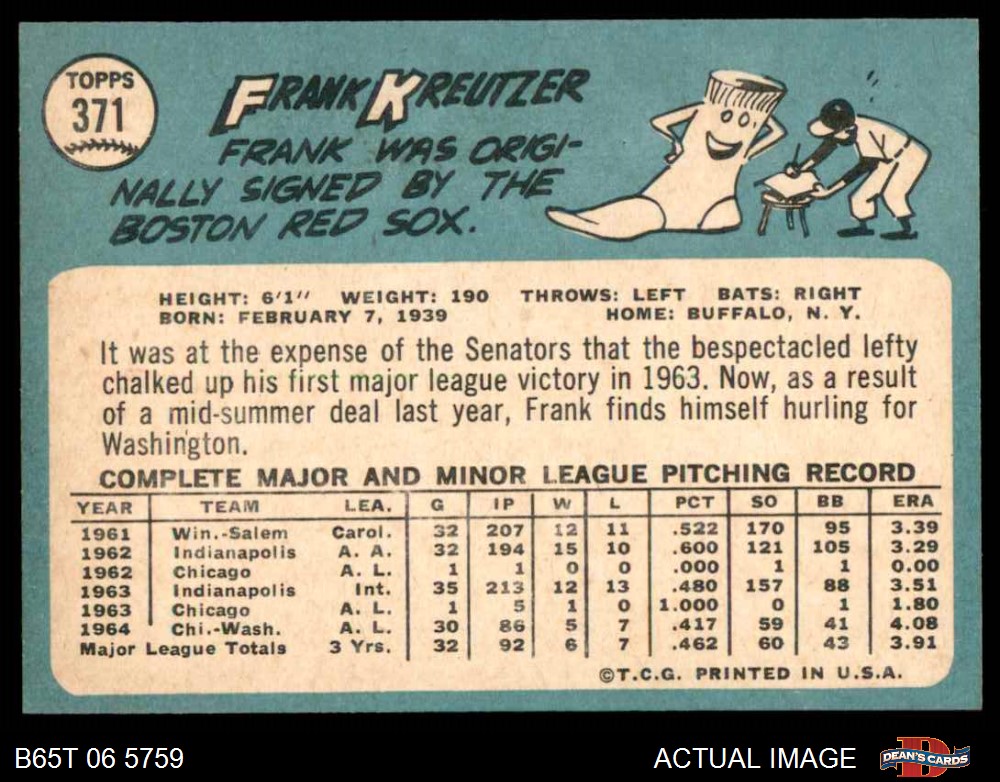 TOPPS
371
FRANK KREUTZER
FRANK WAS ORIGI-
NALLY SIGNED BY THE
BOSTON RED SOX.
HEIGHT: 6'1" WEIGHT: 190 THROWS: LEFT BATS: RIGHT
BORN: FEBRUARY 7, 1939 HOME: BUFFALO, N. Y.
It was at the expense of the Senators that the bespectacled lefty
chalked up his first major league victory in 1963. Now, as a result
of a mid-summer deal last year, Frank finds himself hurling for
Washington.
COMPLETE MAJOR AND MINOR LEAGUE PITCHING RECORD
YEAR TEAM LEA. G IP W L PCT SO BB ERA
1961 Win.-Salem Carol. 32 207 12 11 .522 170 95 3.39
1962 Indianapolis A. A. 32 194 15 10 .600 121 105 3.29
1962 Chicago A. L. 1 1 0 0 .000 1 1 0.00
1963 Indianapolis Int. 35 213 12 13 .480 157 88 3.51
1963 Chicago A. L. 1 5 1 0 1.000 0 1 1.80
1964 Chi.-Wash. A. L. 30 86 5 7 .417 59 41 4.08
Major League Totals 3 Yrs. 32 92 6 7 .462 60 43 3.91
©T.C.G. PRINTED IN U.S.A.
B65T 06 5759 ACTUAL IMAGE DEAN'S CARDS